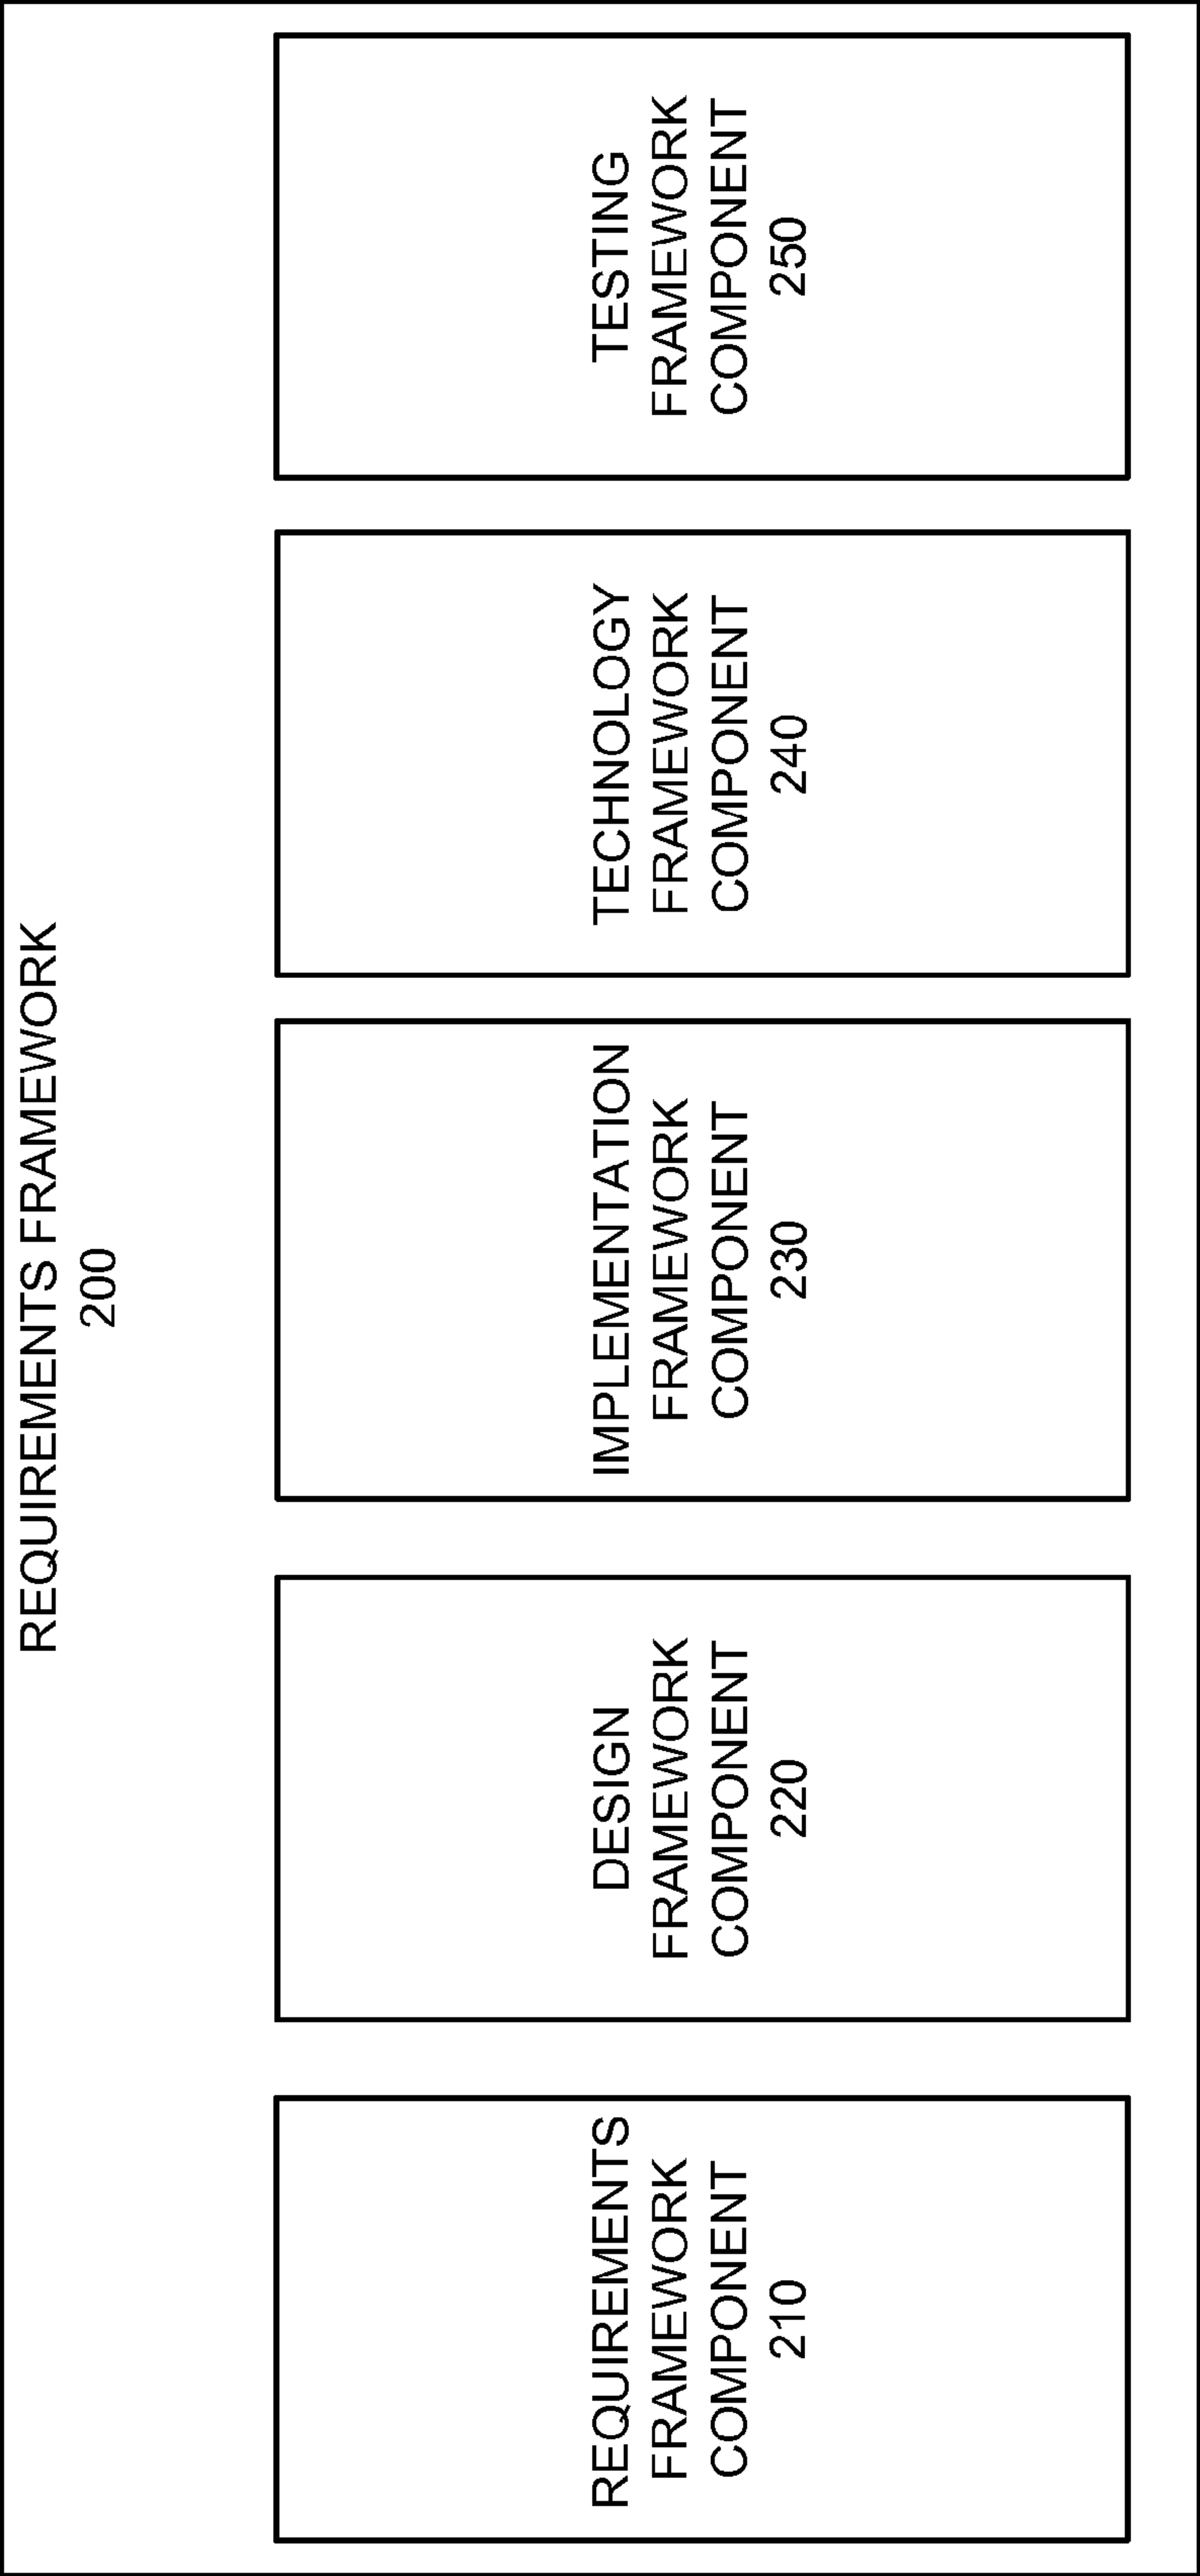 REQUIREMENTS FRAMEWORK
200
REQUIREMENTS
FRAMEWORK
COMPONENT
210
DESIGN
FRAMEWORK
COMPONENT
220
IMPLEMENTATION
FRAMEWORK
COMPONENT
230
TECHNOLOGY
FRAMEWORK
COMPONENT
240
TESTING
FRAMEWORK
COMPONENT
250